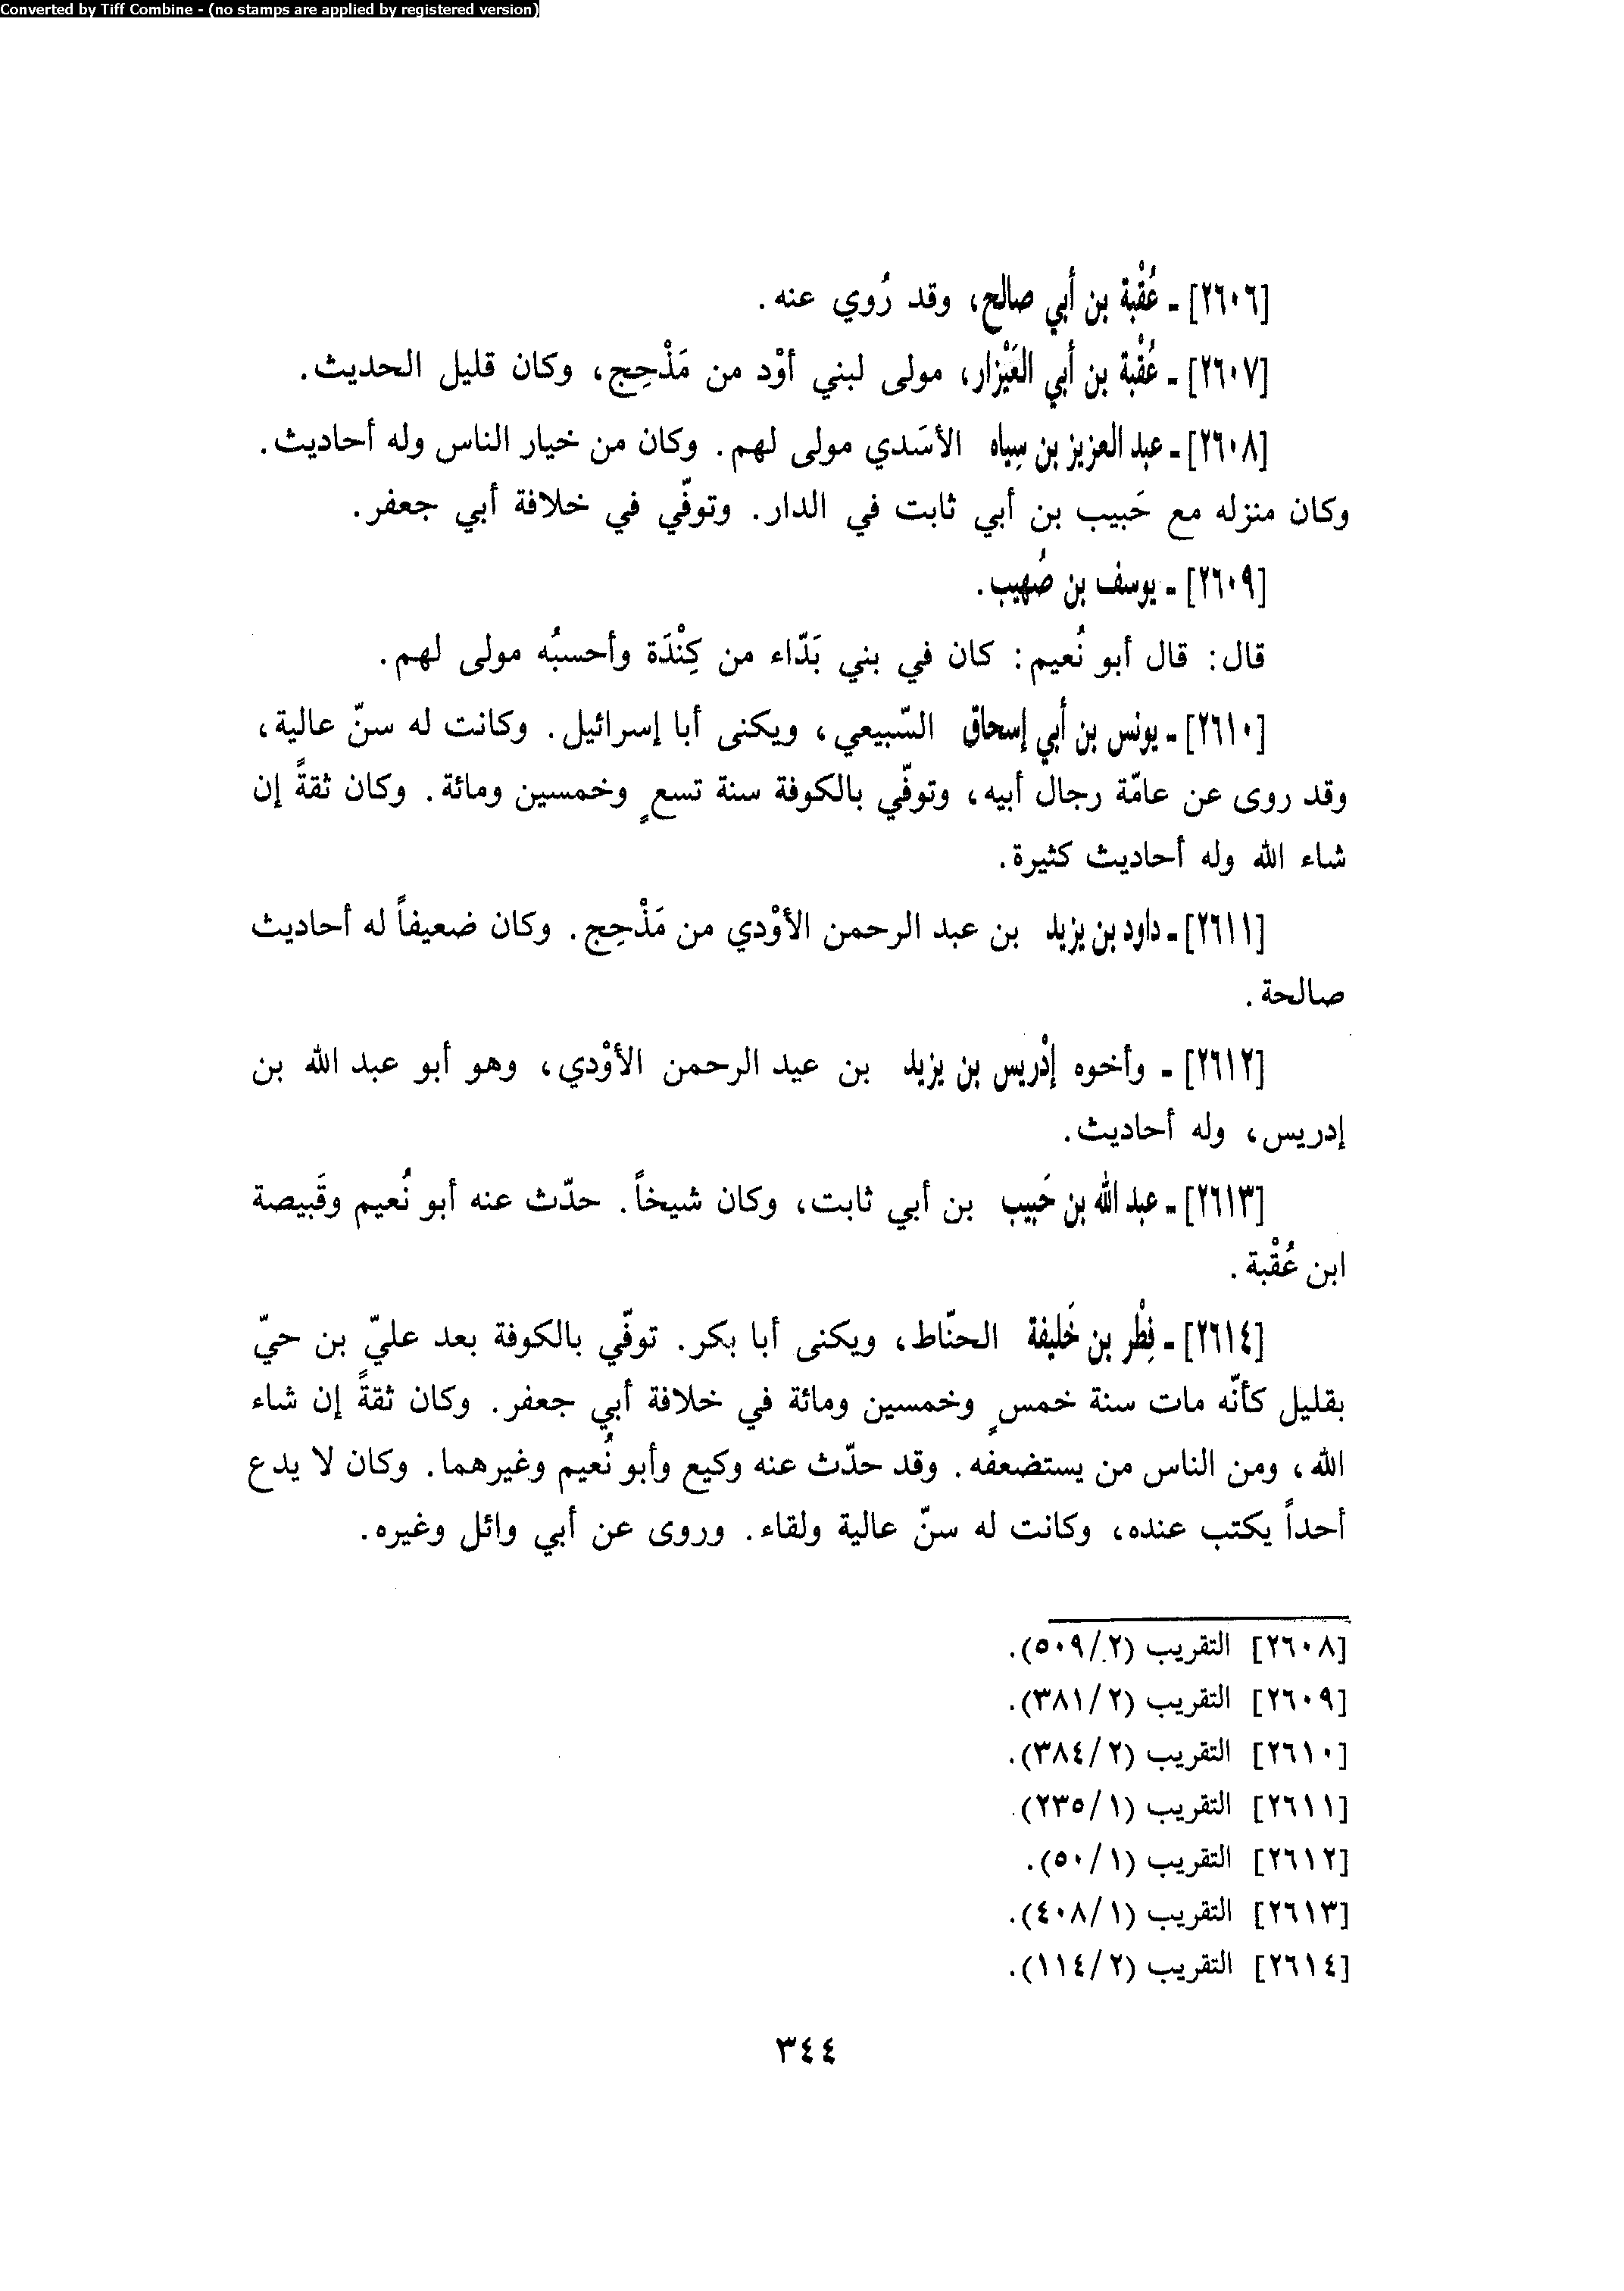 Converted by Tiff Combine - (no stamps are applied by registered version)
[٢٦٠٦] - عُقْبة بن أبي صالح، وقد رُوي عنه.
[٢٦٠٧] - عُقْبة بن أبي العَيْزار، مولى لبني أوْد من مَذْحِج، وكان قليل الحديث.
[٢٦٠٨] - عبد العزيز بن سِياه الأسَدي مولى لهم. وكان من خيار الناس وله أحاديث.
وكان منزله مع حَبيب بن أبي ثابت في الدار. وتوفّي في خلافة أبي جعفر.
[٢٦٠٩] - يوسف بن صُهيب.
قال: قال أبو نُعيم: كان في بني بَدّاء من كِنْدَة وأحسبُه مولى لهم.
[٢٦١٠] - يونس بن أبي إسحاق السّبيعي، ويكنى أبا إسرائيل. وكانت له سنّ عالية،
وقد روى عن عامّة رجال أبيه، وتوفّي بالكوفة سنة تسعٍ وخمسين ومائة. وكان ثقةً إن
شاء الله وله أحاديث كثيرة.
[٢٦١١] - داود بن يزيد بن عبد الرحمن الأوْدي من مَذْحِج. وكان ضعيفاً له أحاديث
صالحة.
[٢٦١٢] - وأخوه إدْريس بن يزيد بن عيد الرحمن الأوْدي، وهو أبو عبد الله بن
إدريس، وله أحاديث.
[٢٦١٣] - عبد الله بن حَبيب بن أبي ثابت، وكان شيخاً. حدّث عنه أبو نُعيم وقَبيصة
ابن عُقْبة.
[٢٦١٤] - فِطْر بن خَليفة الحنّاط، ويكنى أبا بكر. توفّي بالكوفة بعد عليّ بن حيّ
بقليل كأنّه مات سنة خمسٍ وخمسين ومائة في خلافة أبي جعفر. وكان ثقةً إن شاء
الله، ومن الناس من يستضعفه. وقد حدّث عنه وكيع وأبو نُعيم وغيرهما. وكان لا يدع
أحداً يكتب عنده، وكانت له سنّ عالية ولقاء. وروى عن أبي وائل وغيره.
[٢٦٠٨] التقريب (٢/٥٠٩).
[٢٦٠٩] التقريب (٢/٣٨١).
[٢٦١٠] التقريب (٢/٣٨٤).
[٢٦١١] التقريب (١/٢٣٥).
[٢٦١٢] التقريب (١/٥٠).
[٢٦١٣] التقريب (١/٤٠٨).
[٢٦١٤] التقريب (٢/١١٤).
٣٤٤